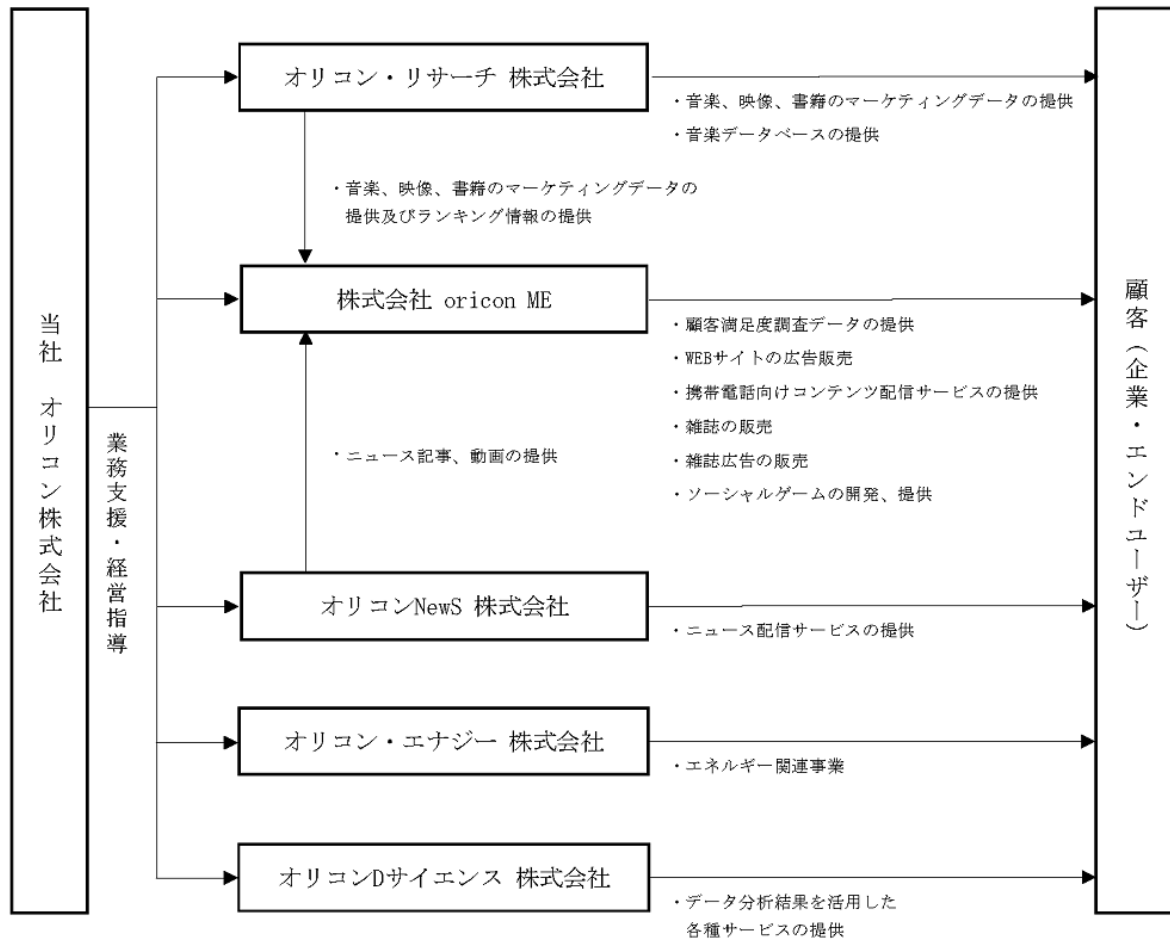 当社 オリコン株式会社
業務支援・経営指導
オリコン・リサーチ 株式会社
・音楽、映像、書籍のマーケティングデータの提供
・音楽データベースの提供
・音楽、映像、書籍のマーケティングデータの
提供及びランキング情報の提供
株式会社 oricon ME
・顧客満足度調査データの提供
・WEBサイトの広告販売
・携帯電話向けコンテンツ配信サービスの提供
・雑誌の販売
・雑誌広告の販売
・ソーシャルゲームの開発、提供
・ニュース記事、動画の提供
オリコンNewS 株式会社
・ニュース配信サービスの提供
オリコン・エナジー 株式会社
・エネルギー関連事業
オリコンDサイエンス 株式会社
・データ分析結果を活用した
各種サービスの提供
顧客（企業・エンドユーザー）